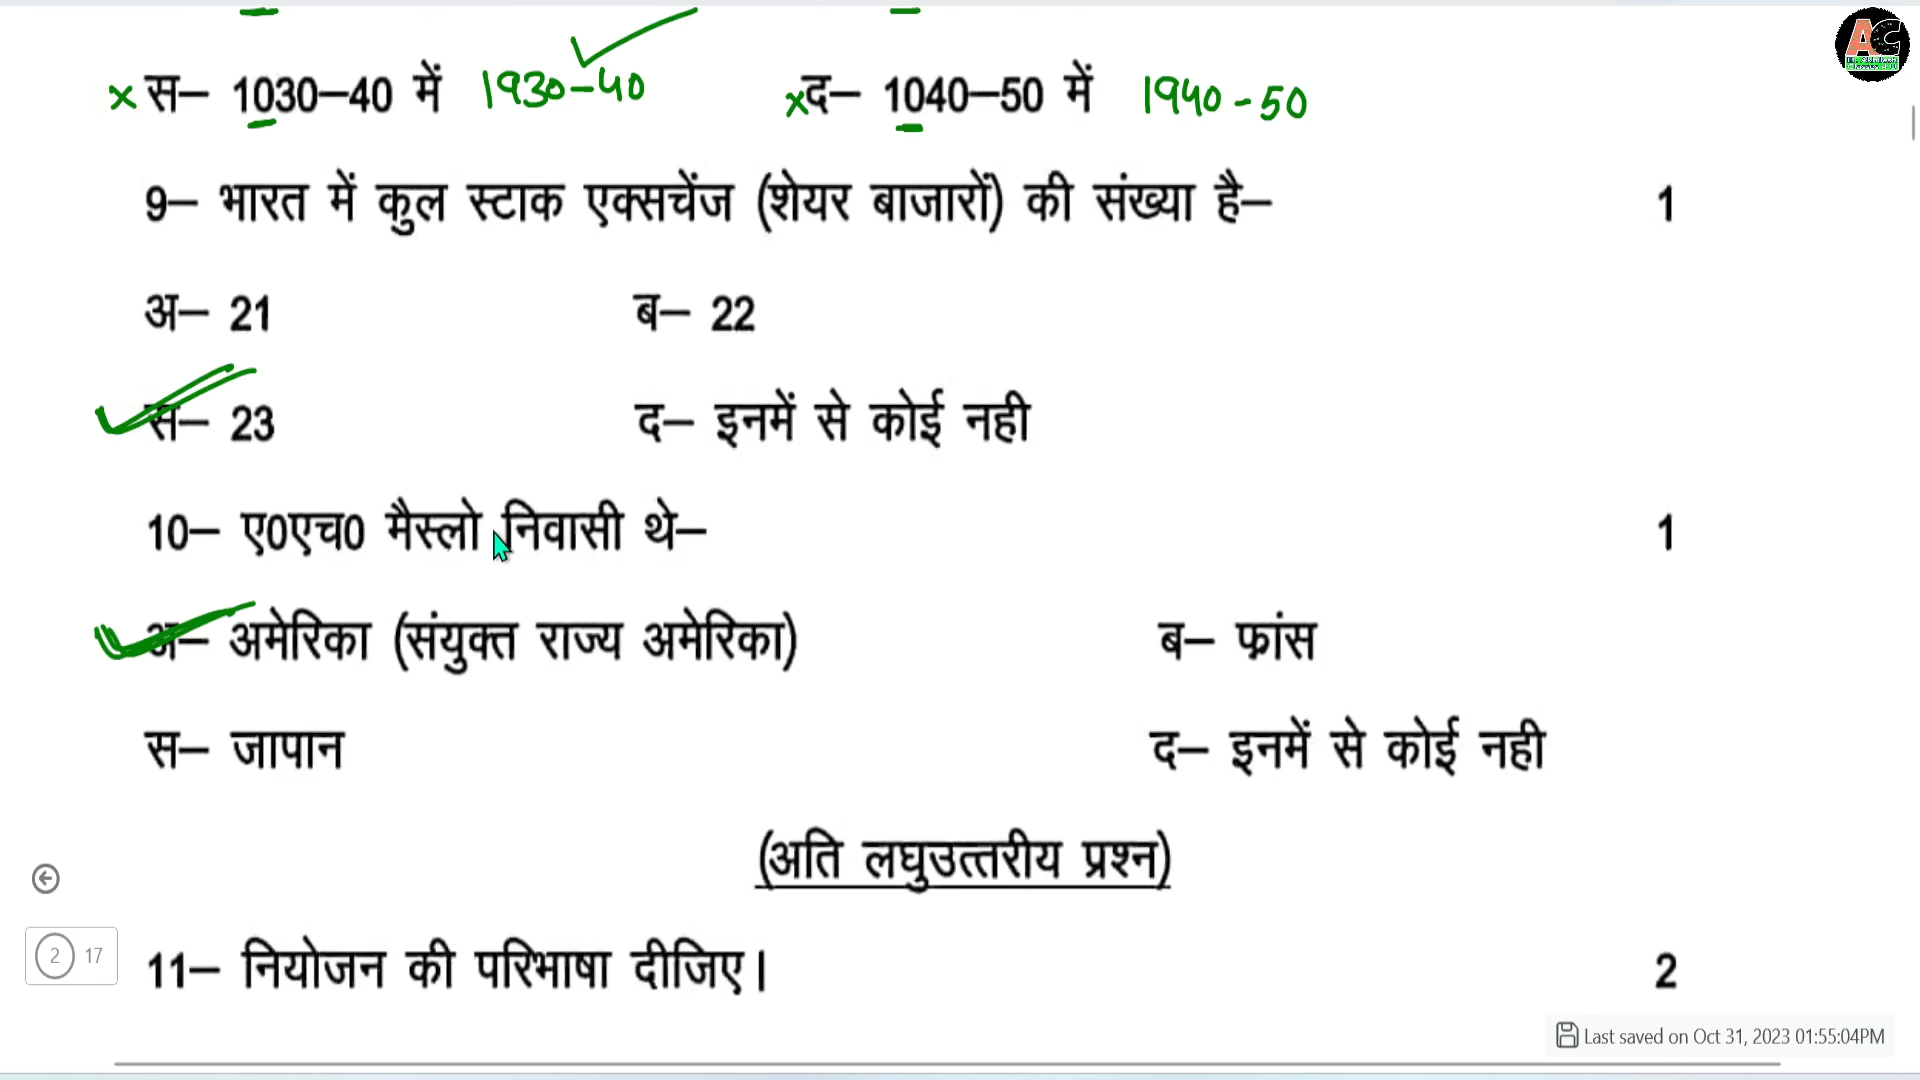 AC
× स– 1030–40 में 1930-40 × द– 1040–50 में 1940-50
9– भारत में कुल स्टाक एक्सचेंज (शेयर बाजारों) की संख्या है– 1
अ– 21 ब– 22
स– 23 द– इनमें से कोई नही
10– ए0एच0 मैस्लो निवासी थे– 1
अ– अमेरिका (संयुक्त राज्य अमेरिका) ब– फ्रांस
स– जापान द– इनमें से कोई नही
(अति लघुउत्तरीय प्रश्न)
2 17
11– नियोजन की परिभाषा दीजिए। 2
Last saved on Oct 31, 2023 01:55:04PM